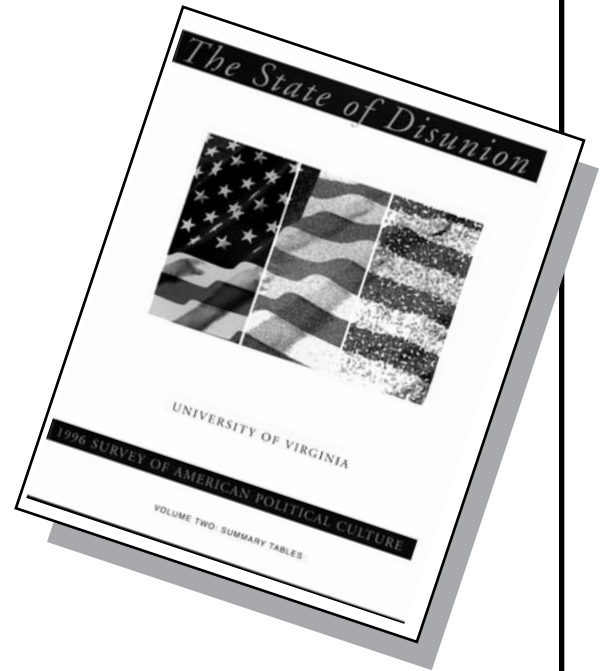 The State of Disunion
UNIVERSITY OF VIRGINIA
1996 SURVEY OF AMERICAN POLITICAL CULTURE
VOLUME TWO: SUMMARY TABLES